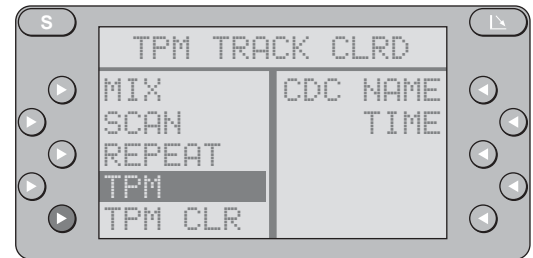 S
TPM TRACK CLRD
MIX CDC NAME
SCAN TIME
REPEAT
TPM
TPM CLR